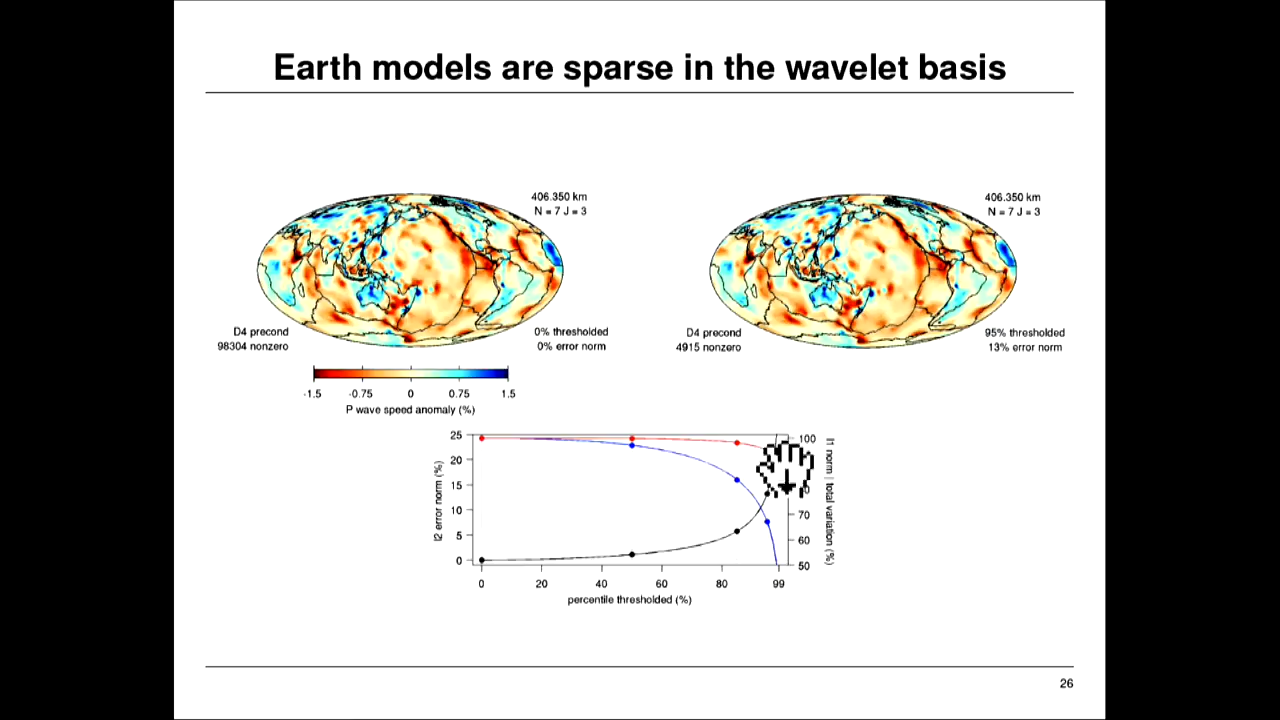 Earth models are sparse in the wavelet basis
406.350 km
N = 7 J = 3
D4 precond
98304 nonzero
0% thresholded
0% error norm
-1.5 -0.75 0 0.75 1.5
P wave speed anomaly (%)
406.350 km
N = 7 J = 3
D4 precond
4915 nonzero
95% thresholded
13% error norm
25
20
15
10
5
0
l2 error norm (%)
100
70
60
50
l1 norm | total variation (%)
0 20 40 60 80 99
percentile thresholded (%)
26